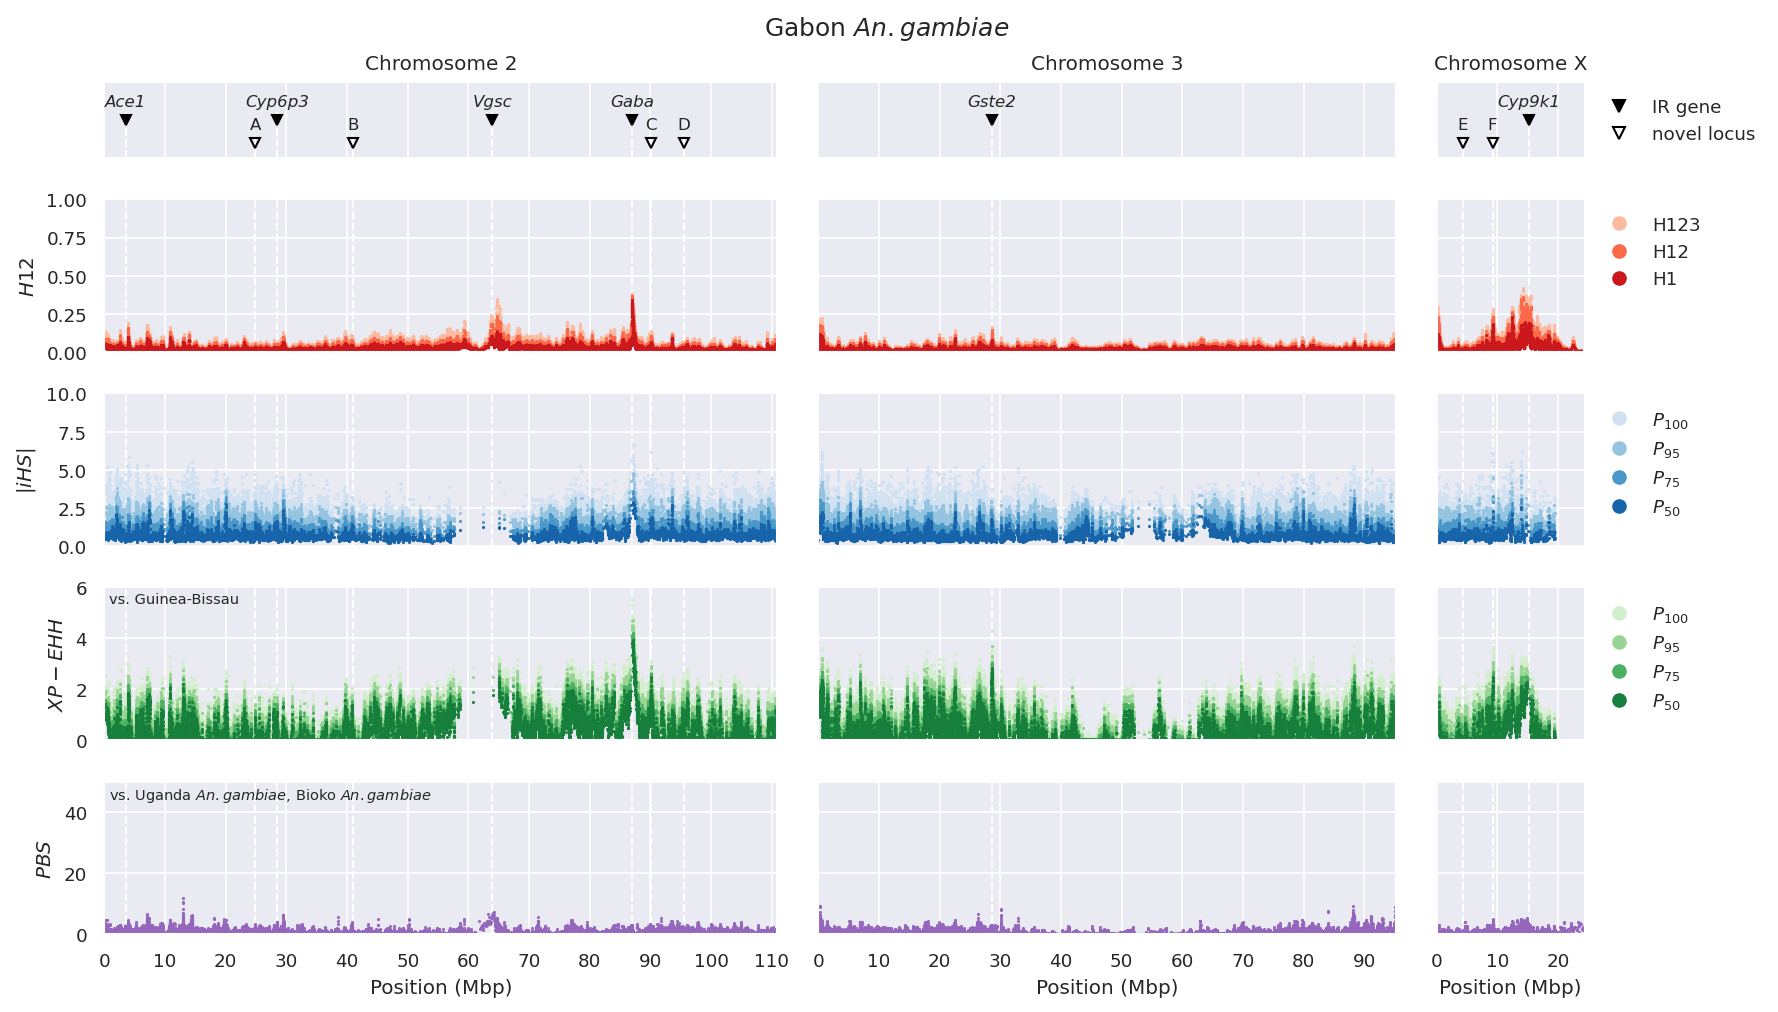 Gabon An. gambiae
Chromosome 2 Chromosome 3 Chromosome X
Ace1 Cyp6p3 Vgsc Gaba Gste2 Cyp9k1
A B C D E F
IR gene
novel locus
H12
1.00
0.75
0.50
0.25
0.00
H123
H12
H1
|iHS|
10.0
7.5
5.0
2.5
0.0
P100
P95
P75
P50
XP − EHH
6
4
2
0
vs. Guinea-Bissau
P100
P95
P75
P50
PBS
40
20
0
vs. Uganda An. gambiae, Bioko An. gambiae
0 10 20 30 40 50 60 70 80 90 100 110 0 10 20 30 40 50 60 70 80 90 0 10 20
Position (Mbp) Position (Mbp) Position (Mbp)